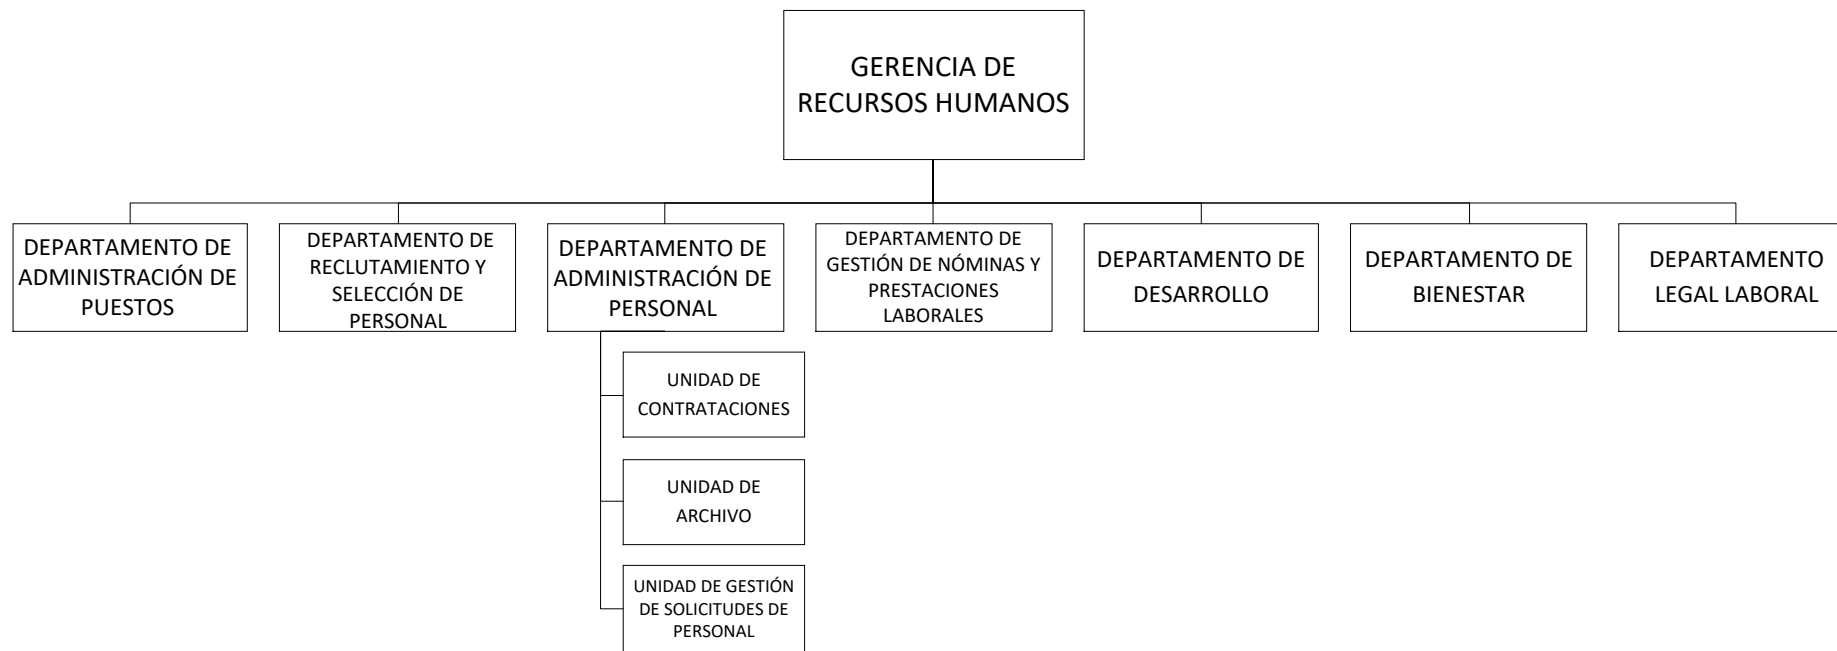 GERENCIA DE
RECURSOS HUMANOS
DEPARTAMENTO DE
ADMINISTRACIÓN DE
PUESTOS
DEPARTAMENTO DE
RECLUTAMIENTO Y
SELECCIÓN DE
PERSONAL
DEPARTAMENTO DE
ADMINISTRACIÓN DE
PERSONAL
DEPARTAMENTO DE
GESTIÓN DE NÓMINAS Y
PRESTACIONES
LABORALES
DEPARTAMENTO DE
DESARROLLO
DEPARTAMENTO DE
BIENESTAR
DEPARTAMENTO
LEGAL LABORAL
UNIDAD DE
CONTRATACIONES
UNIDAD DE
ARCHIVO
UNIDAD DE GESTIÓN
DE SOLICITUDES DE
PERSONAL